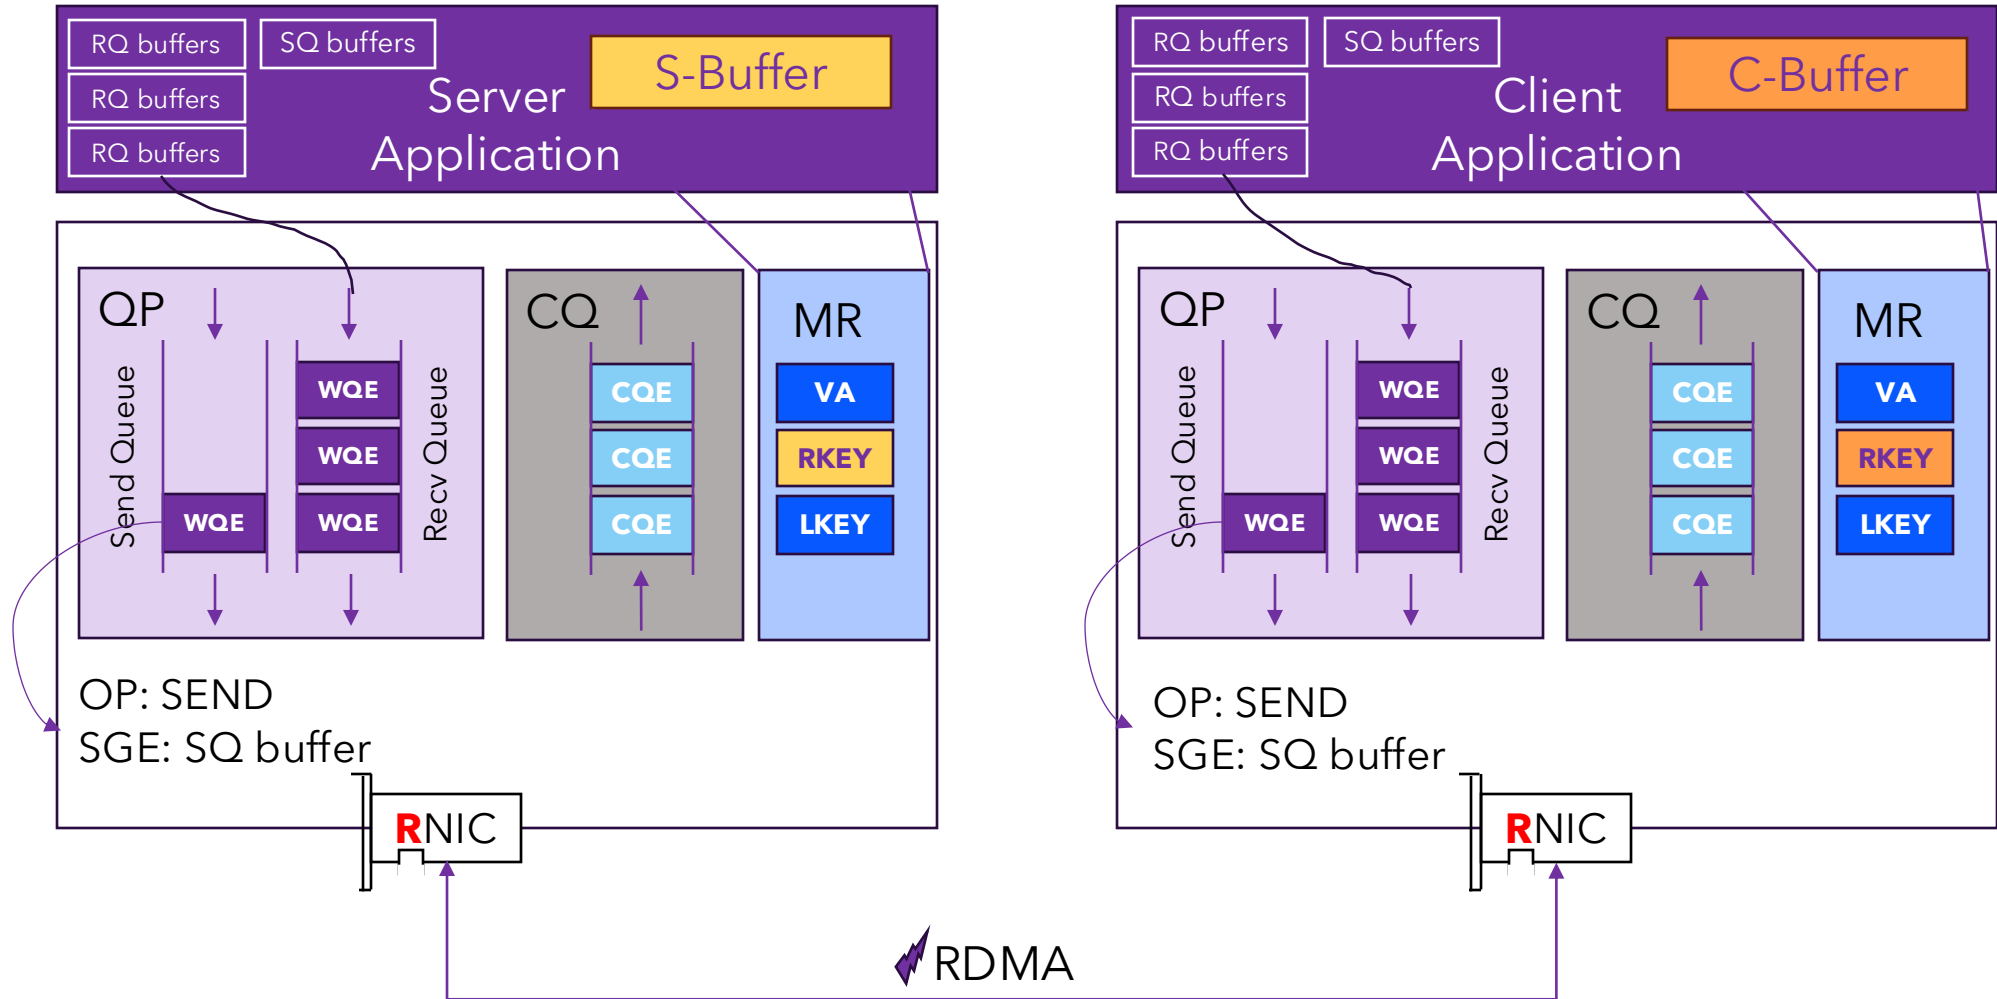 RQ buffers
SQ buffers
S-Buffer
RQ buffers
Server
Application
RQ buffers
QP
CQ
MR
Send Queue
WQE
WQE
WQE
WQE
Recv Queue
CQE
CQE
CQE
VA
RKEY
LKEY
OP: SEND
SGE: SQ buffer
RNIC
RQ buffers
SQ buffers
C-Buffer
RQ buffers
Client
Application
RQ buffers
QP
CQ
MR
Send Queue
WQE
WQE
WQE
WQE
Recv Queue
CQE
CQE
CQE
VA
RKEY
LKEY
OP: SEND
SGE: SQ buffer
RNIC
RDMA